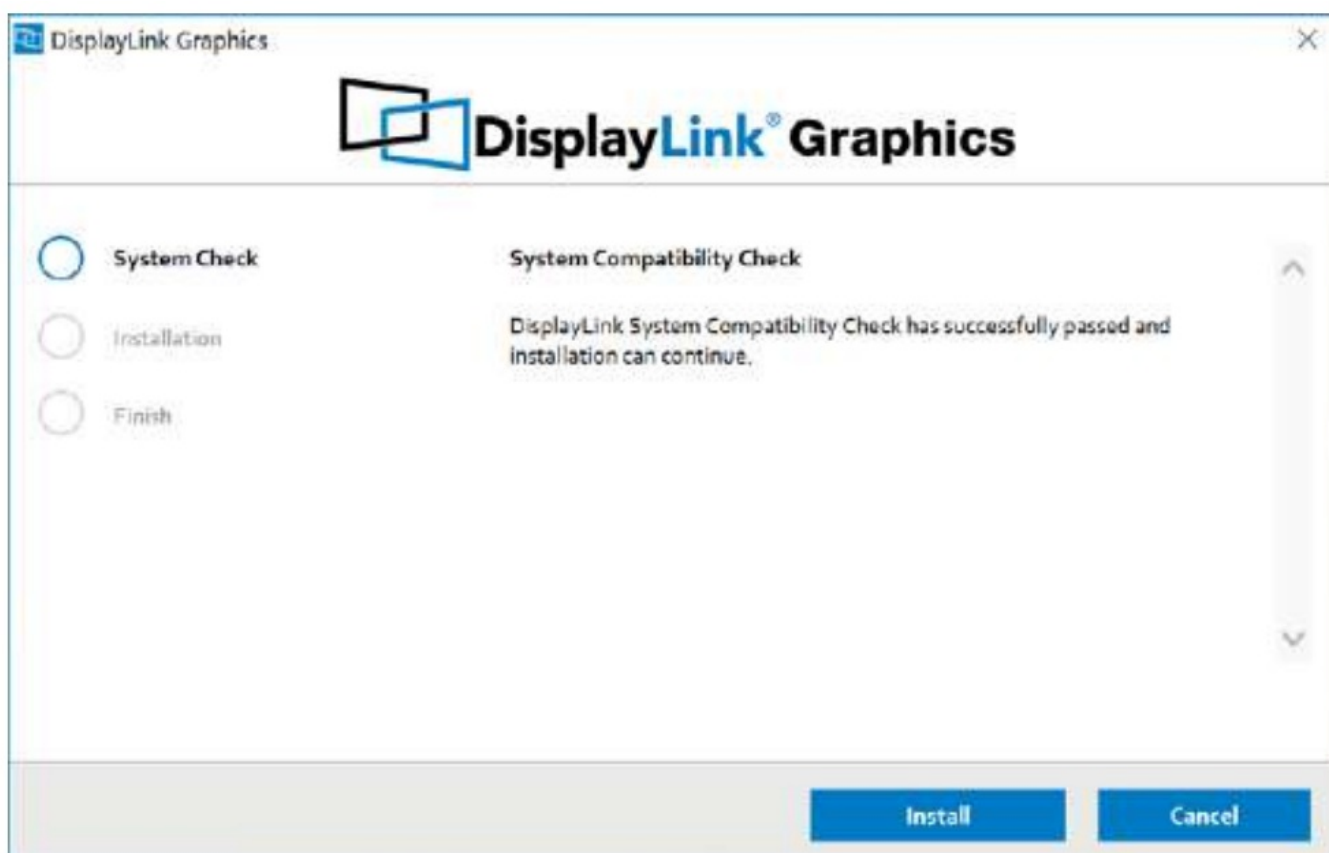 DisplayLink Graphics
DisplayLink® Graphics
System Check
Installation
Finish
System Compatibility Check
DisplayLink System Compatibility Check has successfully passed and
installation can continue.
Install
Cancel